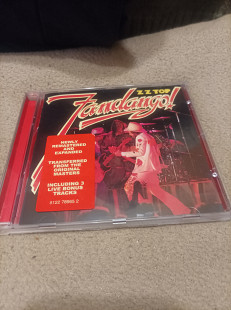 ZZ TOP
Fandango!
NEWLY
REMASTERED
AND
EXPANDED
TRANSFERRED
FROM THE
ORIGINAL
MASTERS
INCLUDING 3
LIVE BONUS
TRACKS